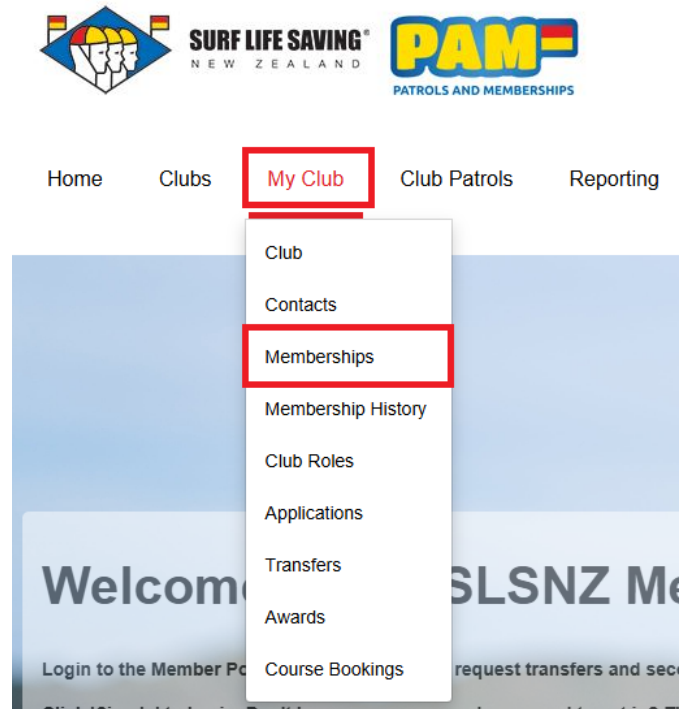 SURF LIFE SAVING®
NEW ZEALAND
PAM
PATROLS AND MEMBERSHIPS
Home Clubs My Club Club Patrols Reporting
Club
Contacts
Memberships
Membership History
Club Roles
Applications
Transfers
Awards
Course Bookings
Welcom SLSNZ Me
Login to the Member Po request transfers and seco